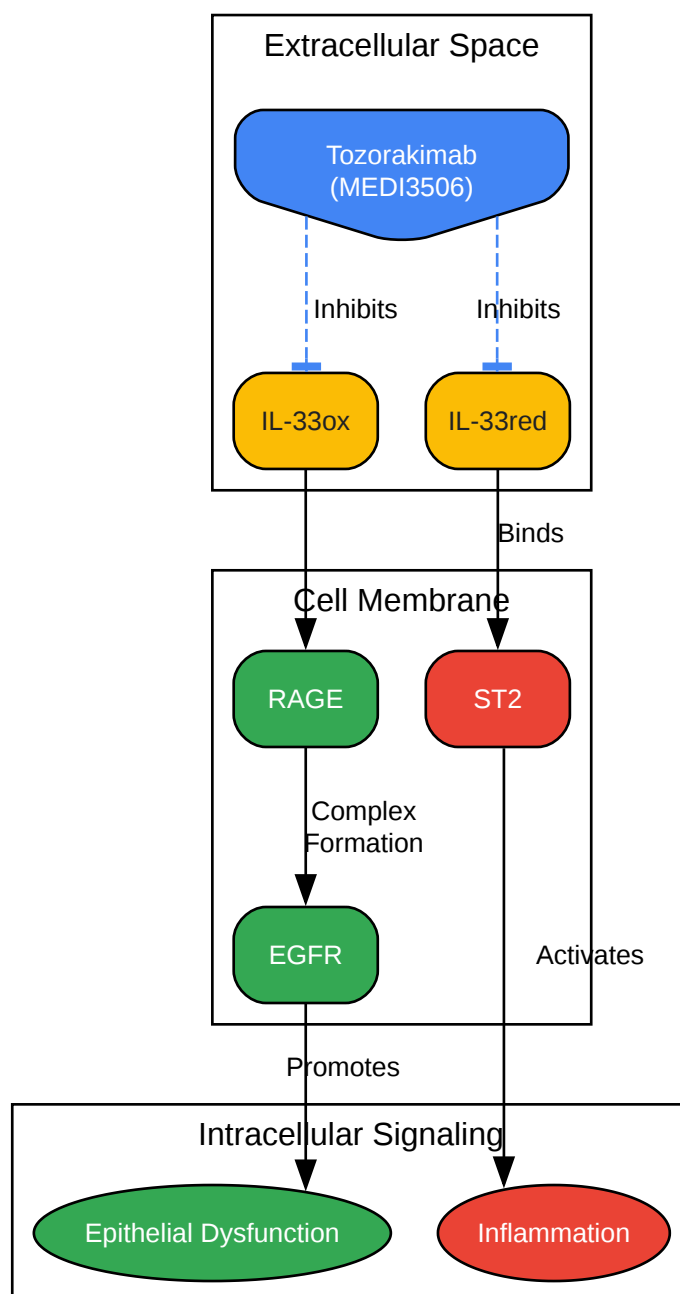 Extracellular Space
Tozorakimab
(MEDI3506)
Inhibits
Inhibits
IL-33ox
IL-33red
Binds
Cell Membrane
RAGE
ST2
Complex
Formation
EGFR
Activates
Promotes
Intracellular Signaling
Epithelial Dysfunction
Inflammation